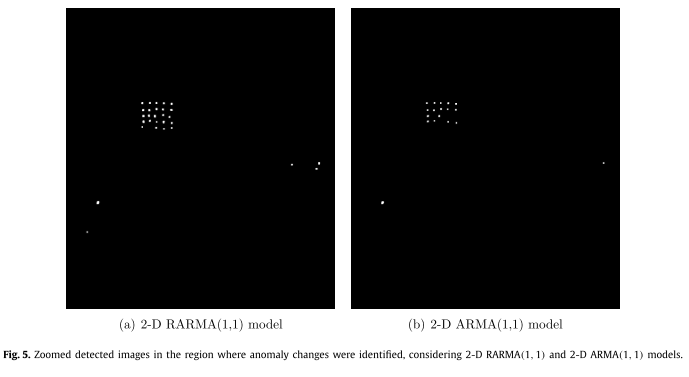 (a) 2-D RARMA(1,1) model
(b) 2-D ARMA(1,1) model
Fig. 5. Zoomed detected images in the region where anomaly changes were identified, considering 2-D RARMA(1, 1) and 2-D ARMA(1, 1) models.